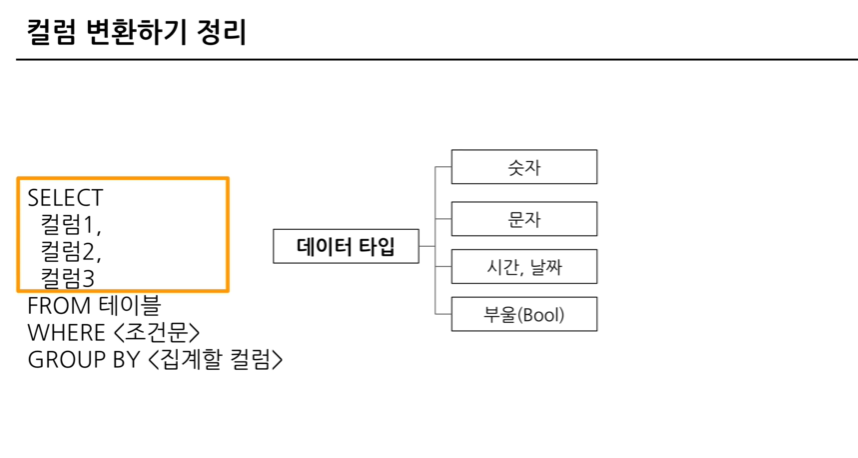 컬럼 변환하기 정리
SELECT
컬럼1,
컬럼2,
컬럼3
FROM 테이블
WHERE <조건문>
GROUP BY <집계할 컬럼>
데이터 타입
숫자
문자
시간, 날짜
부울(Bool)